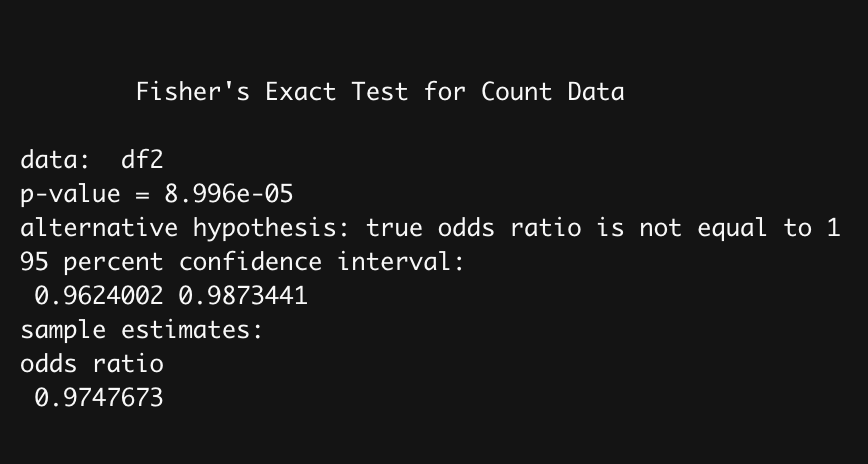 Fisher's Exact Test for Count Data
data:  df2
p-value = 8.996e-05
alternative hypothesis: true odds ratio is not equal to 1
95 percent confidence interval:
0.9624002 0.9873441
sample estimates:
odds ratio
0.9747673